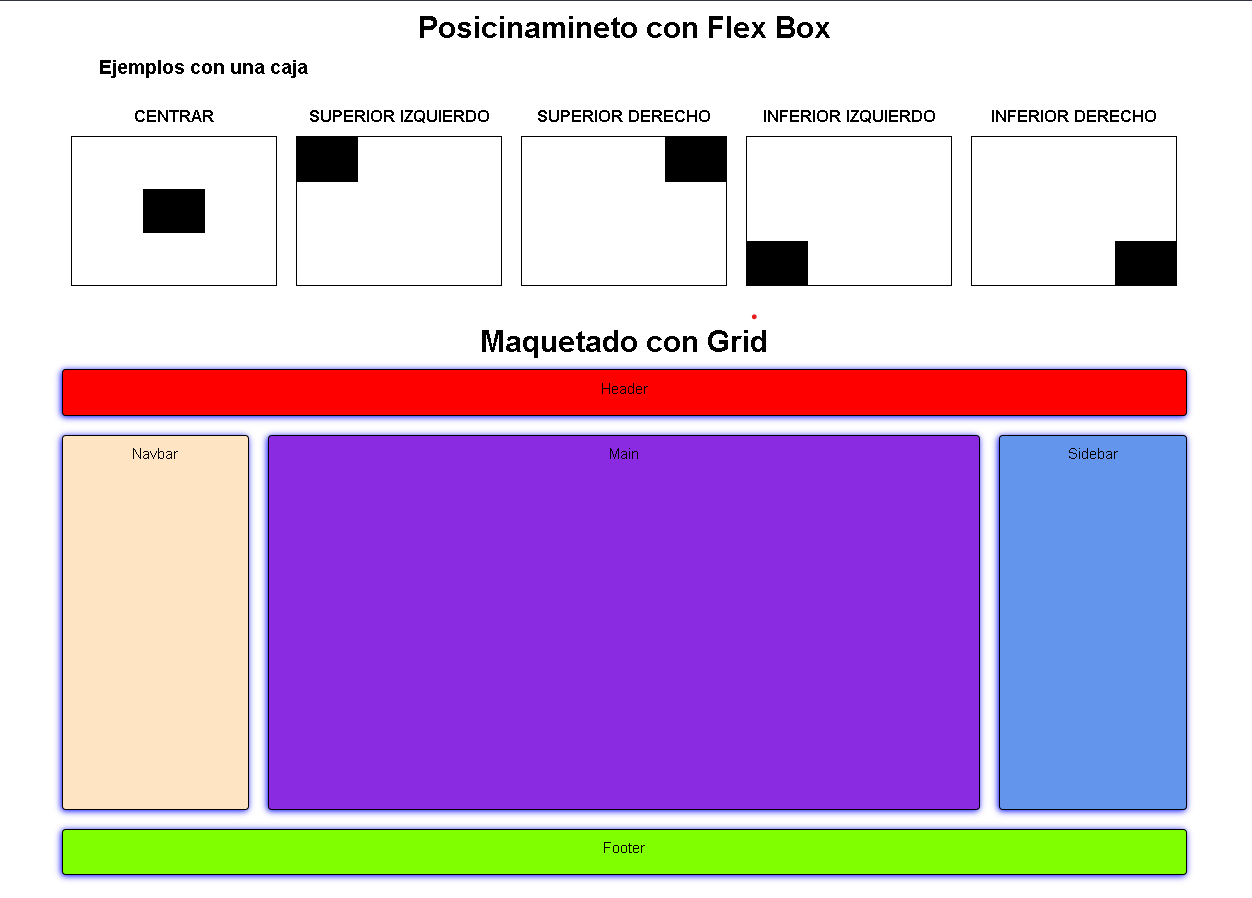 Posicinamineto con Flex Box
Ejemplos con una caja
CENTRAR
SUPERIOR IZQUIERDO
SUPERIOR DERECHO
INFERIOR IZQUIERDO
INFERIOR DERECHO
Maquetado con Grid
Header
Navbar
Main
Sidebar
Footer